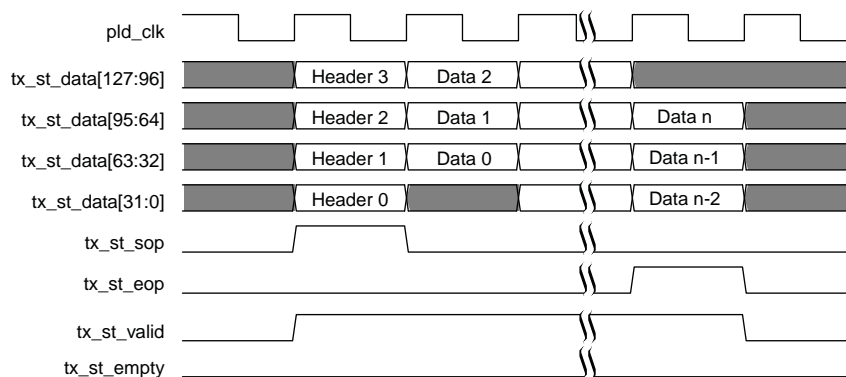 pld_clk
tx_st_data[127:96] Header 3 Data 2
tx_st_data[95:64] Header 2 Data 1 Data n
tx_st_data[63:32] Header 1 Data 0 Data n-1
tx_st_data[31:0] Header 0 Data n-2
tx_st_sop
tx_st_eop
tx_st_valid
tx_st_empty